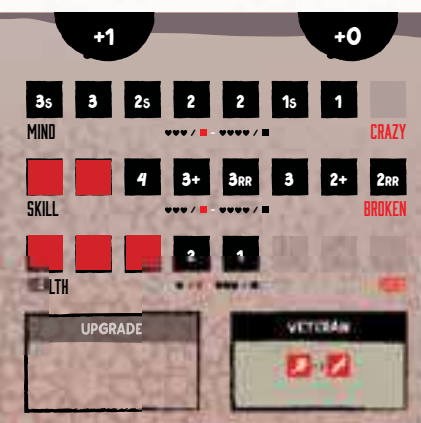 +1 +0
3s 3 2s 2 2 1s 1
MIND CRAZY
4 3+ 3RR 3 2+ 2RR
SKILL BROKEN
2 1
UPGRADE VETERAN